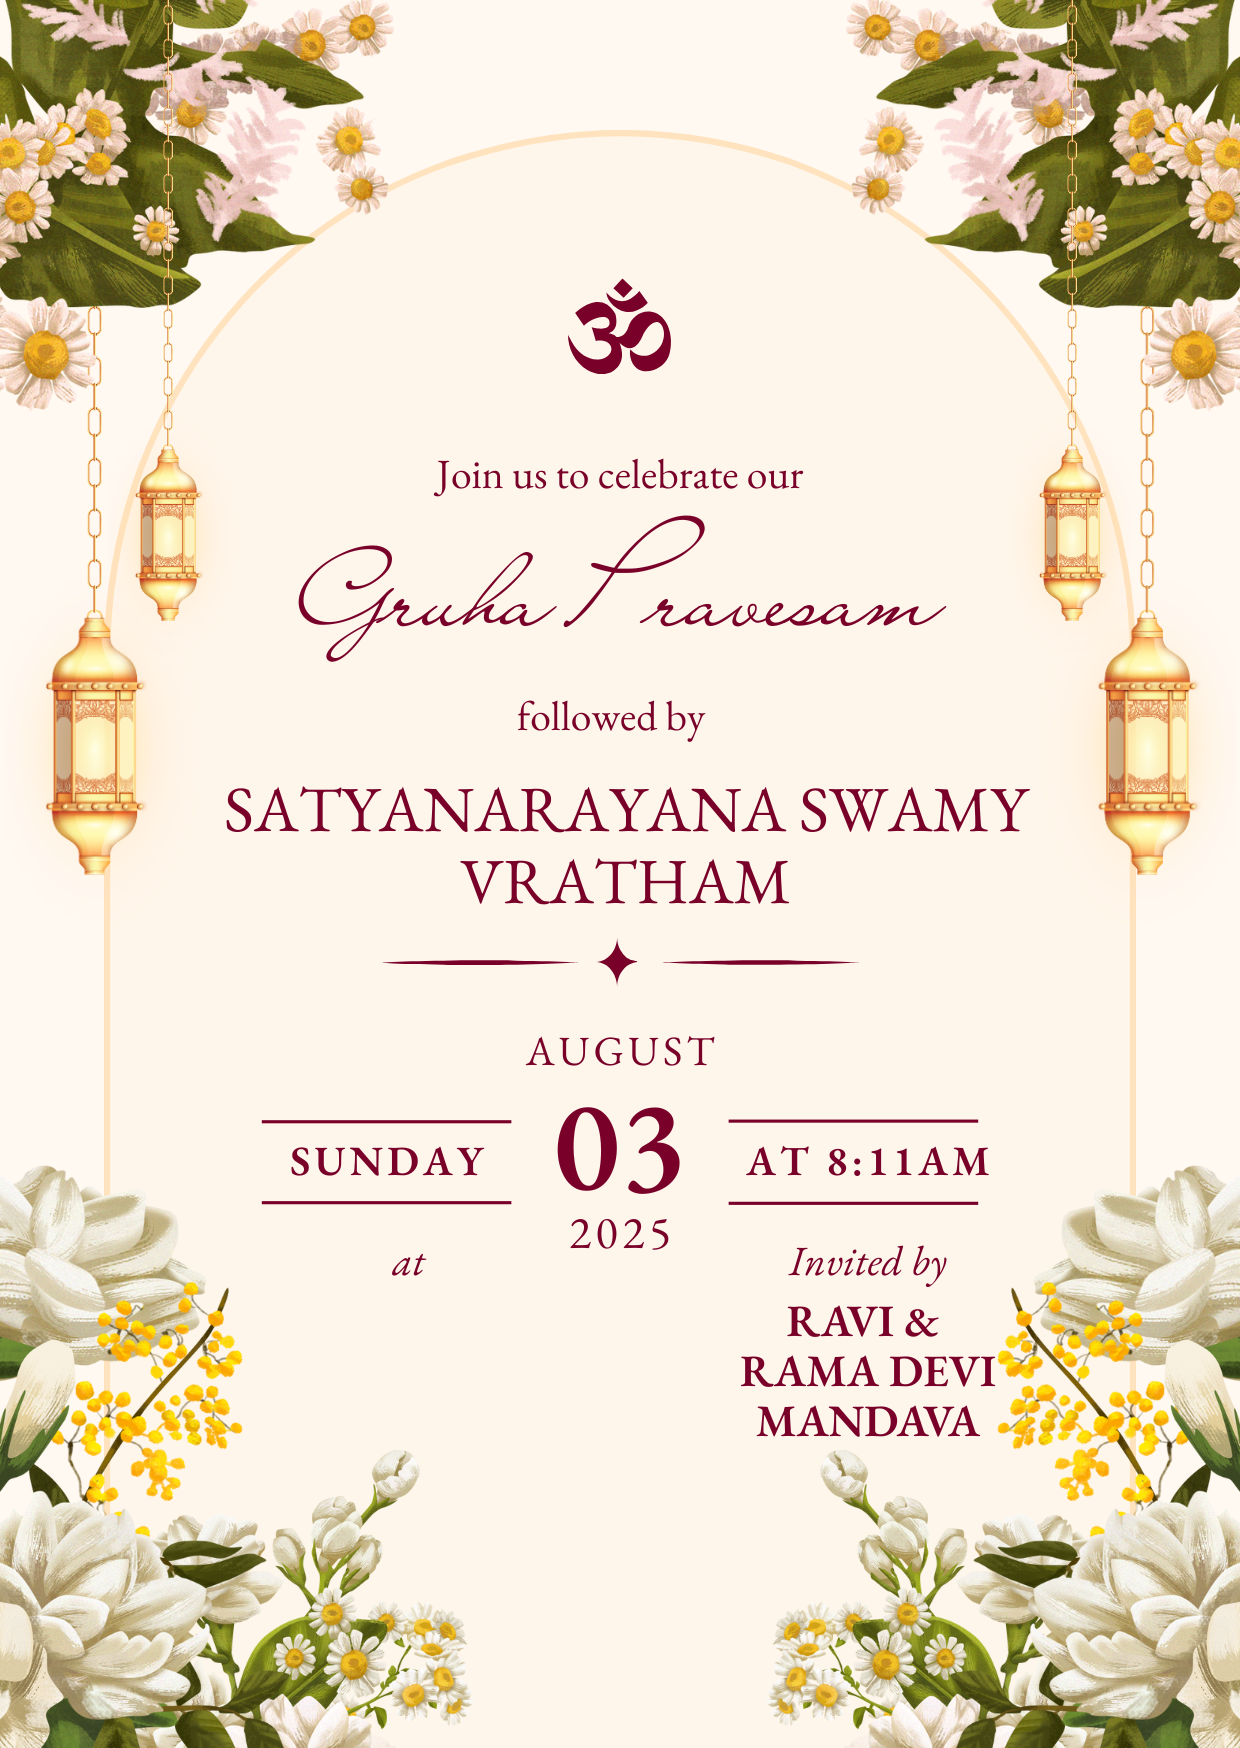 ॐ
Join us to celebrate our
Gruha Pravesam
followed by
SATYANARAYANA SWAMY
VRATHAM
AUGUST
SUNDAY 03 AT 8:11AM
2025
at
Invited by
RAVI &
RAMA DEVI
MANDAVA